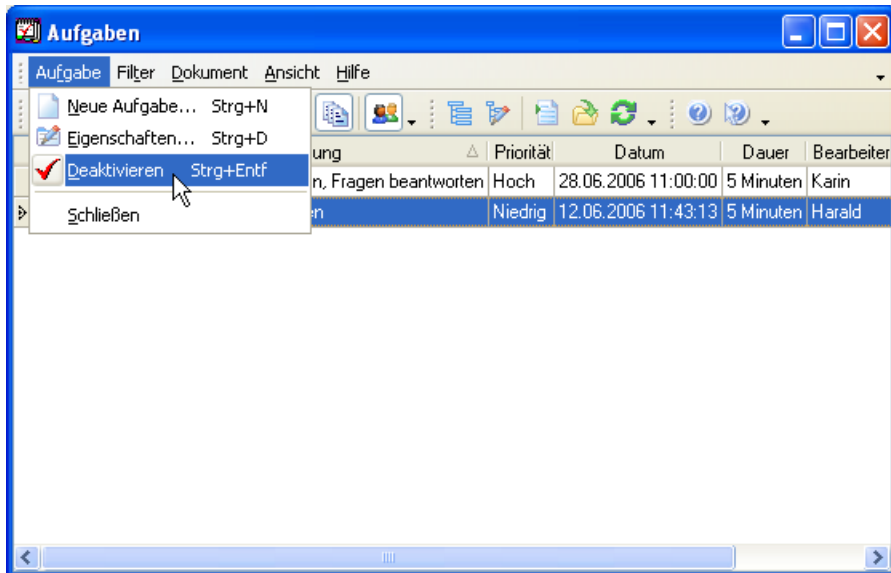 Aufgaben
Aufgabe Filter Dokument Ansicht Hilfe
Neue Aufgabe... Strg+N
Eigenschaften... Strg+D
ung Priorität Datum Dauer Bearbeiter
Deaktivieren Strg+Entf
n, Fragen beantworten Hoch 28.06.2006 11:00:00 5 Minuten Karin
en Niedrig 12.06.2006 11:43:13 5 Minuten Harald
Schließen